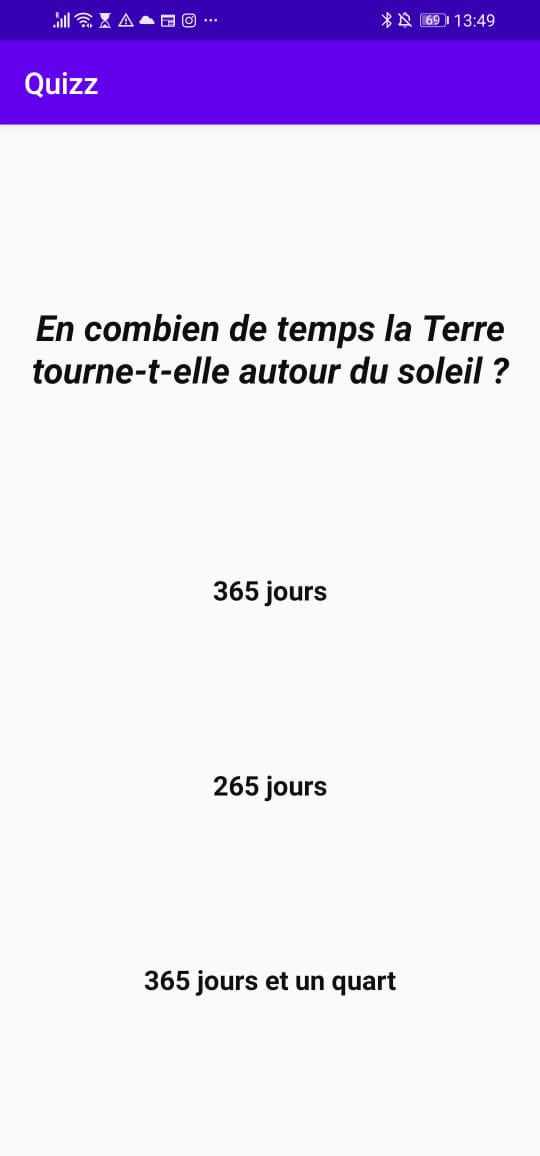 69 13:49
Quizz
En combien de temps la Terre
tourne-t-elle autour du soleil ?
365 jours
265 jours
365 jours et un quart